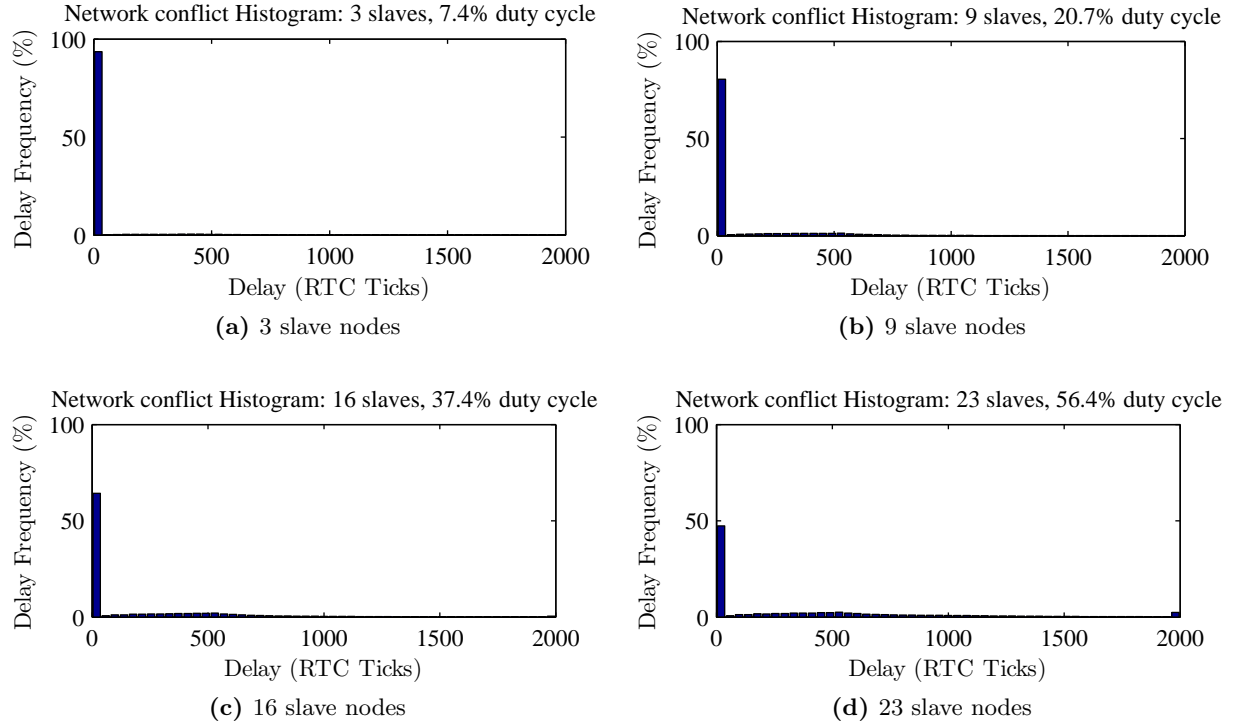 Network conflict Histogram: 3 slaves, 7.4% duty cycle
100
50
0
Delay Frequency (%)
0 500 1000 1500 2000
Delay (RTC Ticks)
(a) 3 slave nodes
Network conflict Histogram: 9 slaves, 20.7% duty cycle
100
50
0
Delay Frequency (%)
0 500 1000 1500 2000
Delay (RTC Ticks)
(b) 9 slave nodes
Network conflict Histogram: 16 slaves, 37.4% duty cycle
100
50
0
Delay Frequency (%)
0 500 1000 1500 2000
Delay (RTC Ticks)
(c) 16 slave nodes
Network conflict Histogram: 23 slaves, 56.4% duty cycle
100
50
0
Delay Frequency (%)
0 500 1000 1500 2000
Delay (RTC Ticks)
(d) 23 slave nodes